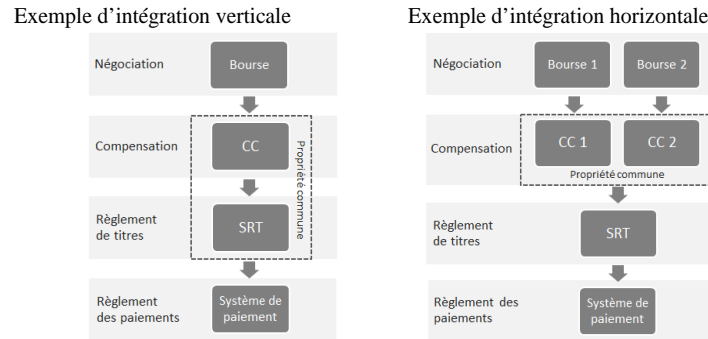 Exemple d’intégration verticale
Négociation
Bourse
Compensation
CC
Propriété commune
Règlement
de titres
SRT
Règlement
des paiements
Système de
paiement
Exemple d’intégration horizontale
Négociation
Bourse 1
Bourse 2
Compensation
CC 1
CC 2
Propriété commune
Règlement
de titres
SRT
Règlement des
paiements
Système de
paiement